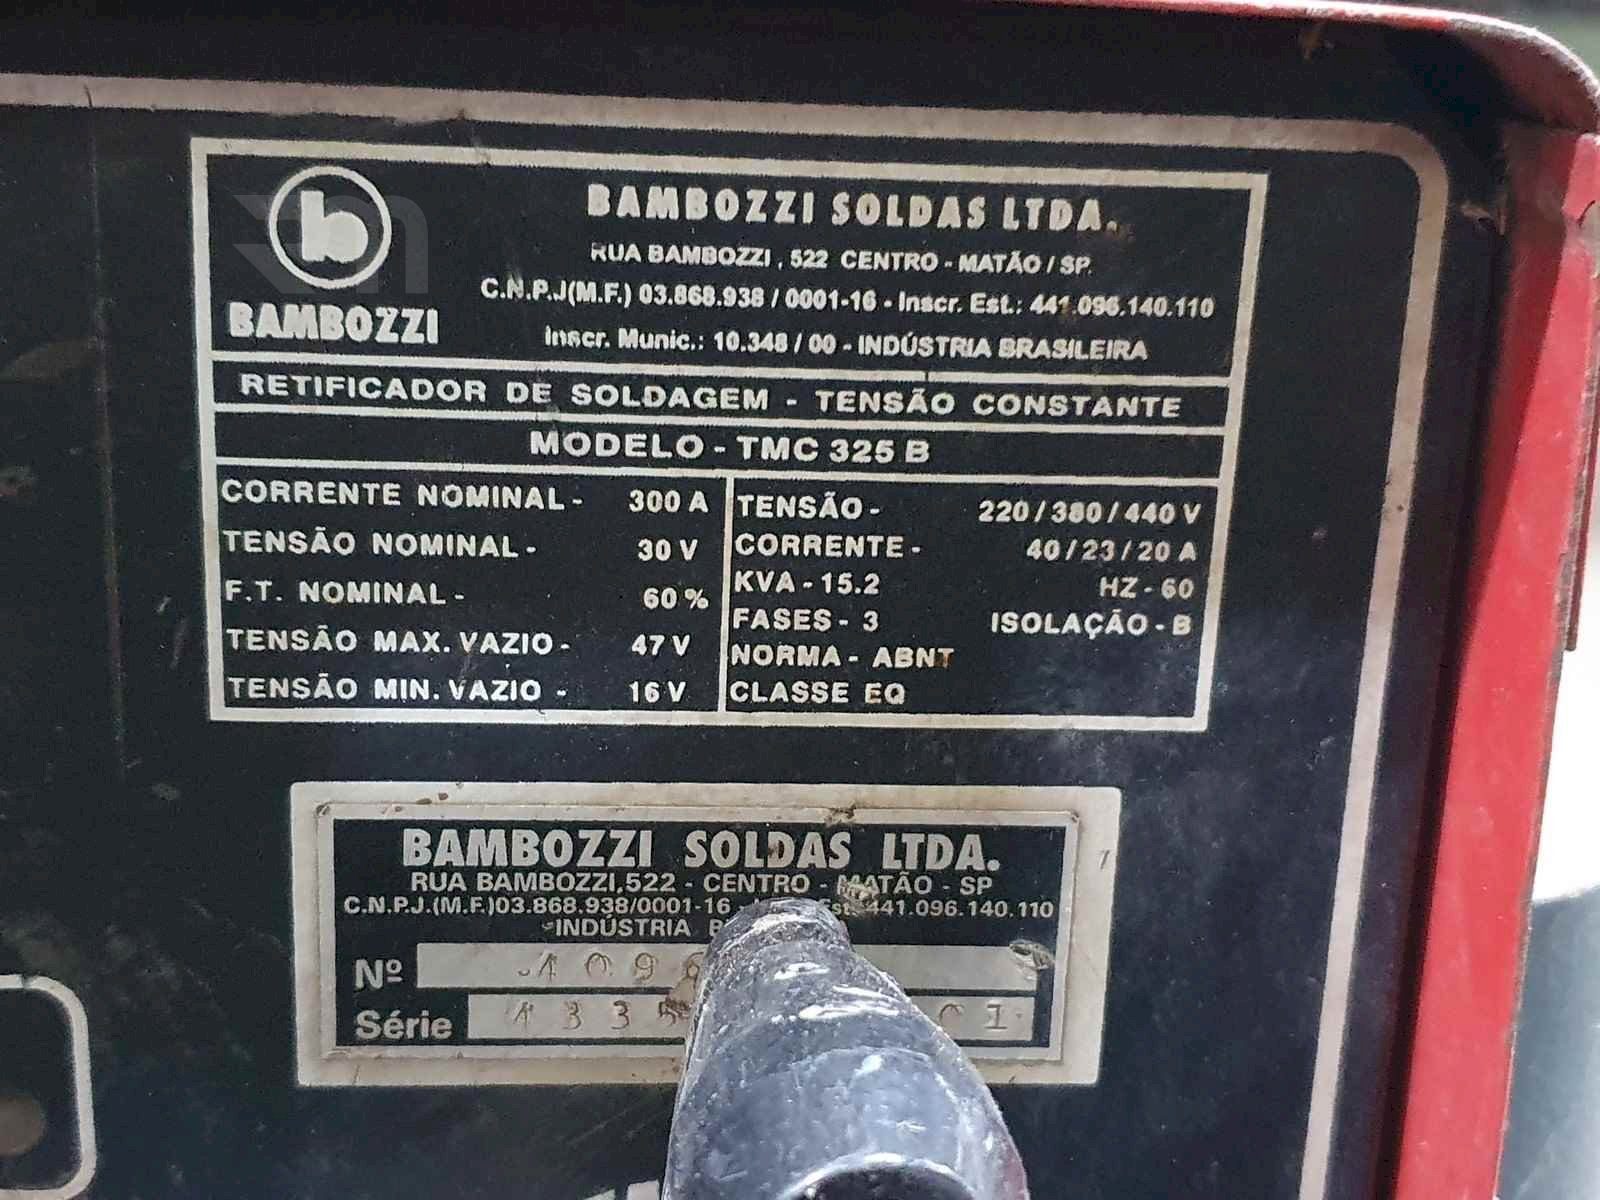 b
BAMBOZZI
BAMBOZZI SOLDAS LTDA.
RUA BAMBOZZI, 522 CENTRO - MATÃO / SP.
C.N.P.J(M.F.) 03.868.938 / 0001-16 - Inscr. Est.: 441.096.140.110
Inscr. Munic.: 10.348 / 00 - INDÚSTRIA BRASILEIRA
RETIFICADOR DE SOLDAGEM - TENSÃO CONSTANTE
MODELO - TMC 325 B
CORRENTE NOMINAL - 300 A
TENSÃO NOMINAL - 30 V
F.T. NOMINAL - 60 %
TENSÃO MAX. VAZIO - 47 V
TENSÃO MIN. VAZIO - 16 V
TENSÃO - 220 / 380 / 440 V
CORRENTE - 40 / 23 / 20 A
KVA - 15.2 HZ - 60
FASES - 3 ISOLAÇÃO - B
NORMA - ABNT
CLASSE EQ
BAMBOZZI SOLDAS LTDA.
RUA BAMBOZZI,522 - CENTRO - MATÃO - SP
C.N.P.J.(M.F.)03.868.938/0001-16 - Est. 441.096.140.110
INDÚSTRIA
Nº 1096
Série 4335 01